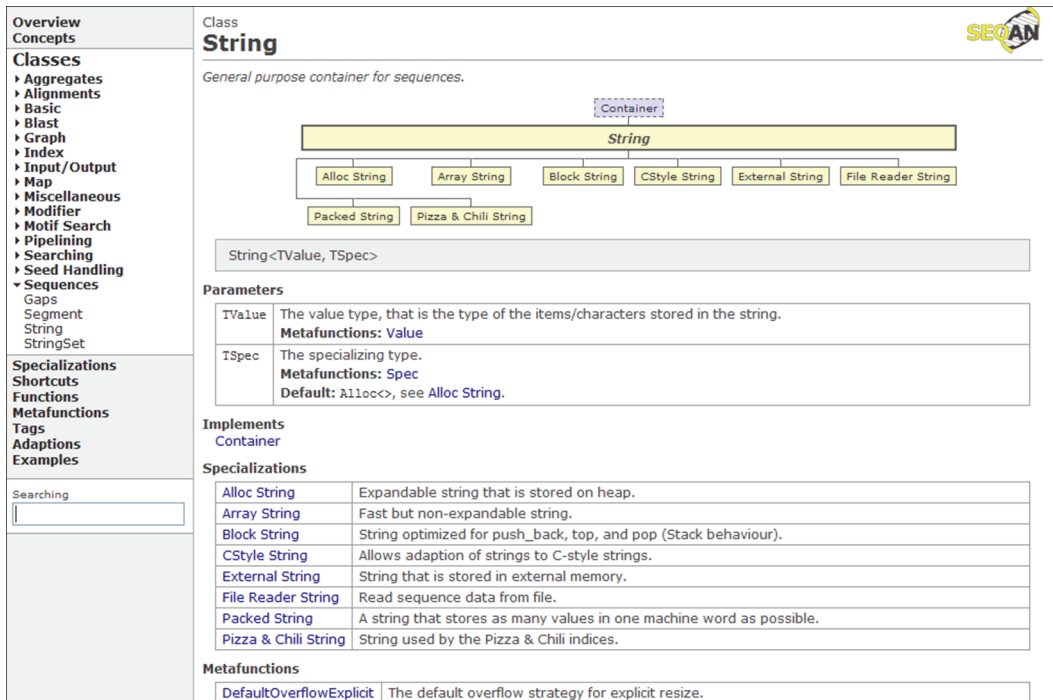 Overview
Concepts
Classes
Aggregates
Alignments
Basic
Blast
Graph
Index
Input/Output
Map
Miscellaneous
Modifier
Motif Search
Pipelining
Searching
Seed Handling
Sequences
Gaps
Segment
String
StringSet
Specializations
Shortcuts
Functions
Metafunctions
Tags
Adaptions
Examples
Searching
Class
String
SEQAN
General purpose container for sequences.
Container
String
Alloc String Array String Block String CStyle String External String File Reader String
Packed String Pizza & Chili String
String<TValue, TSpec>
Parameters
TValue The value type, that is the type of the items/characters stored in the string.
Metafunctions: Value
TSpec The specializing type.
Metafunctions: Spec
Default: Alloc<>, see Alloc String.
Implements
Container
Specializations
Alloc String Expandable string that is stored on heap.
Array String Fast but non-expandable string.
Block String String optimized for push_back, top, and pop (Stack behaviour).
CStyle String Allows adaption of strings to C-style strings.
External String String that is stored in external memory.
File Reader String Read sequence data from file.
Packed String A string that stores as many values in one machine word as possible.
Pizza & Chili String String used by the Pizza & Chili indices.
Metafunctions
DefaultOverflowExplicit The default overflow strategy for explicit resize.